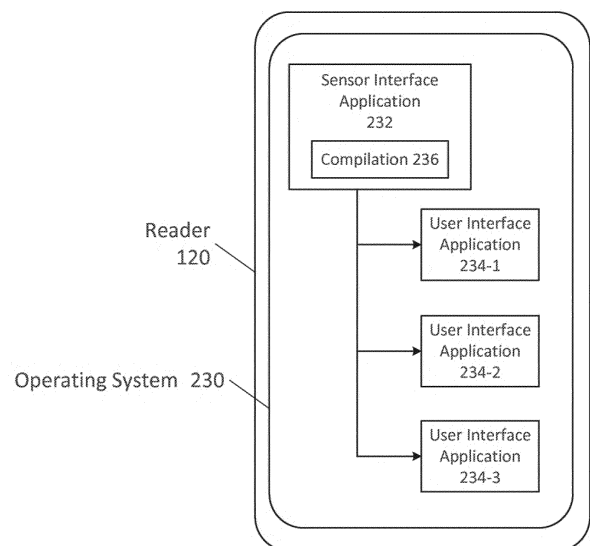 Sensor Interface
Application
232
Compilation 236
User Interface
Application
234-1
Reader
120
User Interface
Application
234-2
Operating System 230
User Interface
Application
234-3